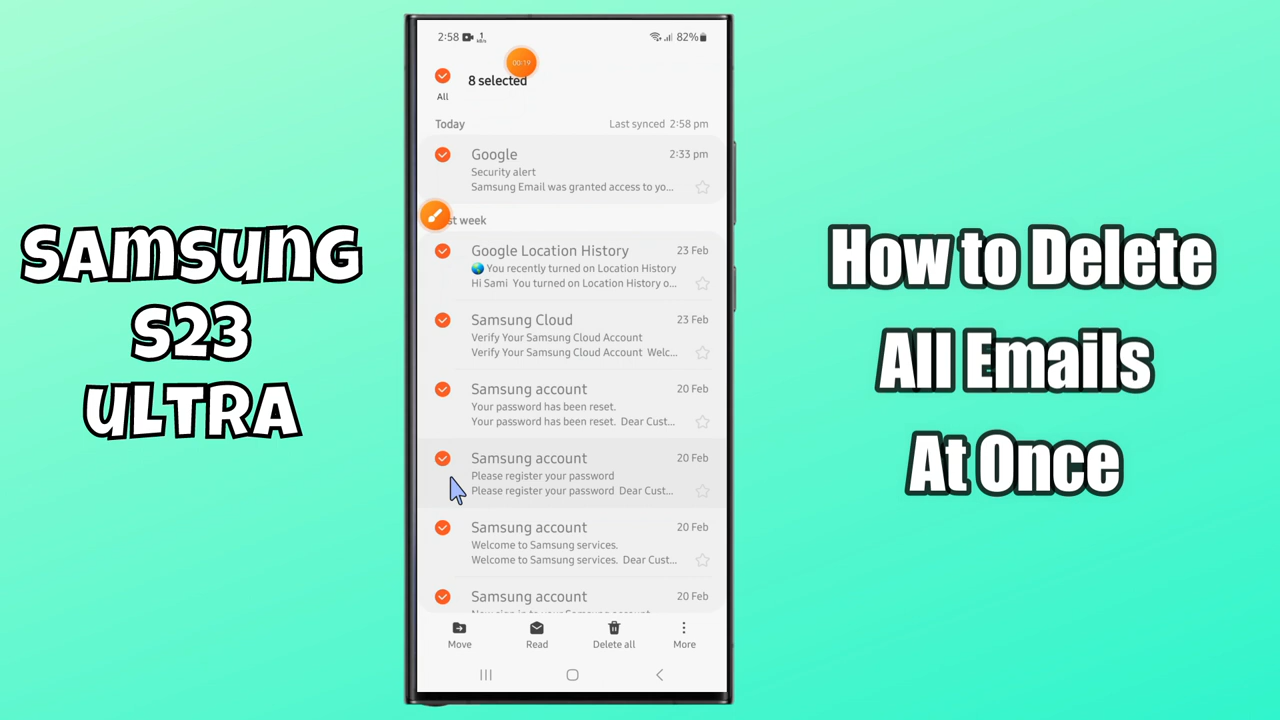 SAMSUNG
S23
ULTRA
2:58
1
kB/s
82%
00:19
8 selected
All
Today
Last synced 2:58 pm
Google
2:33 pm
Security alert
Samsung Email was granted access to yo...
st week
Google Location History
23 Feb
You recently turned on Location History
Hi Sami You turned on Location History o...
Samsung Cloud
23 Feb
Verify Your Samsung Cloud Account
Verify Your Samsung Cloud Account Welc...
Samsung account
20 Feb
Your password has been reset.
Your password has been reset. Dear Cust...
Samsung account
20 Feb
Please register your password
Please register your password Dear Cust...
Samsung account
20 Feb
Welcome to Samsung services.
Welcome to Samsung services. Dear Cust...
Samsung account
20 Feb
Move
Read
Delete all
More
How to Delete
All Emails
At Once